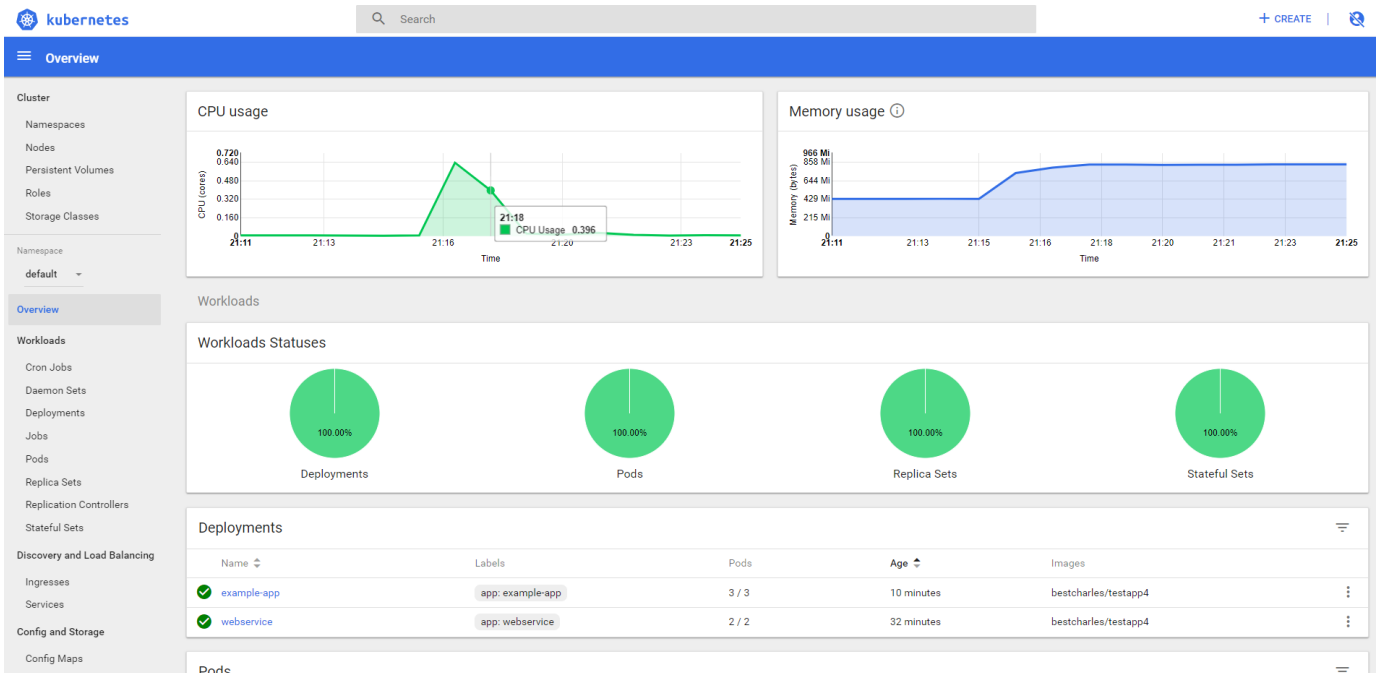 kubernetes
Search
+ CREATE
Overview
Cluster
Namespaces
Nodes
Persistent Volumes
Roles
Storage Classes
Namespace
default
Overview
Workloads
Cron Jobs
Daemon Sets
Deployments
Jobs
Pods
Replica Sets
Replication Controllers
Stateful Sets
Discovery and Load Balancing
Ingresses
Services
Config and Storage
Config Maps
CPU usage
CPU (cores)
0.720
0.640
0.480
0.320
0.160
0
21:11 21:13 21:16 21:20 21:23 21:25
Time
21:18
CPU Usage 0.396
Memory usage
Memory (bytes)
966 Mi
858 Mi
644 Mi
429 Mi
215 Mi
0
21:11 21:13 21:15 21:16 21:18 21:20 21:21 21:23 21:25
Time
Workloads
Workloads Statuses
100.00% 100.00% 100.00% 100.00%
Deployments Pods Replica Sets Stateful Sets
Deployments
Name Labels Pods Age Images
example-app app: example-app 3 / 3 10 minutes bestcharles/testapp4
webservice app: webservice 2 / 2 32 minutes bestcharles/testapp4
Pods